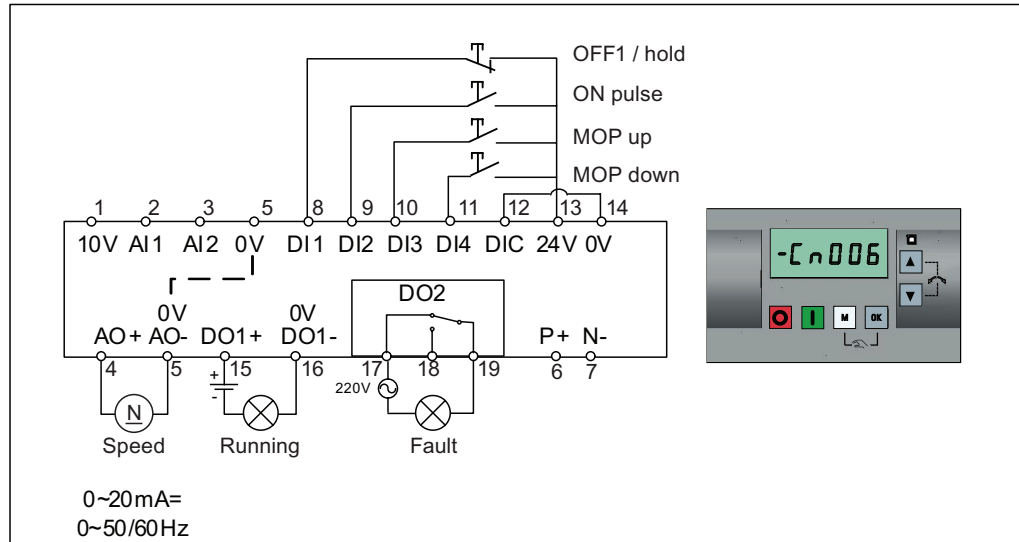 OFF1 / hold
ON pulse
MOP up
MOP down
1 2 3 5 8 9 10 11 12 13 14
10V AI1 AI2 0V DI1 DI2 DI3 DI4 DIC 24V 0V
-Cn006
M OK
DO2
0V 0V
AO+ AO- DO1+ DO1- P+ N-
4 5 15 16 17 18 19 6 7
+
-
220V
N
Speed Running Fault
0~20mA=
0~50/60Hz